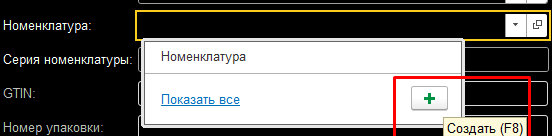 Номенклатура:
Номенклатура
Серия номенклатуры:
GTIN:
Показать все
Номер упаковки:
Создать (F8)